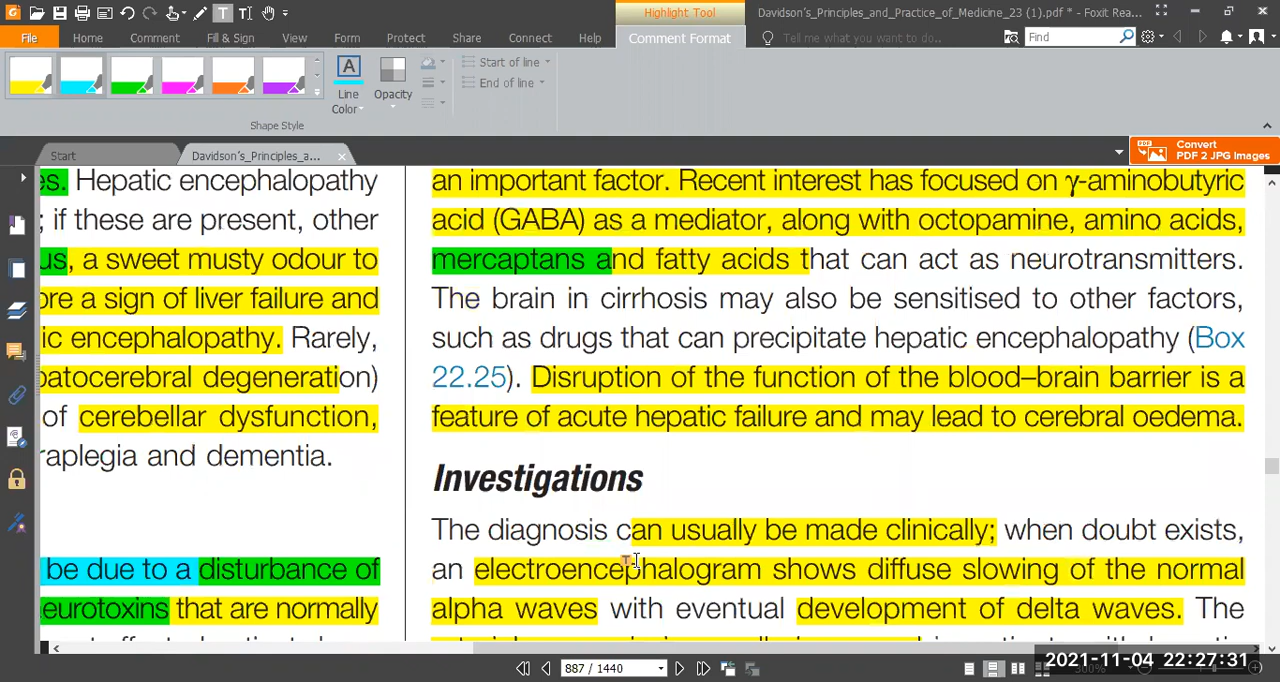 Highlight Tool
Davidson's_Principles_and_Practice_of_Medicine_23 (1).pdf * - Foxit Rea...
File
Home
Comment
Fill & Sign
View
Form
Protect
Share
Connect
Help
Comment Format
Tell me what you want to do..
Find
Line
Color
Opacity
Start of line
End of line
Shape Style
Start
Davidson's_Principles_a...
Convert
PDF 2 JPG Images
es. Hepatic encephalopathy
; if these are present, other
us, a sweet musty odour to
ore a sign of liver failure and
ic encephalopathy. Rarely,
patocerebral degeneration)
of cerebellar dysfunction,
raplegia and dementia.
be due to a disturbance of
eurotoxins that are normally
an important factor. Recent interest has focused on γ-aminobutyric
acid (GABA) as a mediator, along with octopamine, amino acids,
mercaptans and fatty acids that can act as neurotransmitters.
The brain in cirrhosis may also be sensitised to other factors,
such as drugs that can precipitate hepatic encephalopathy (Box
22.25). Disruption of the function of the blood–brain barrier is a
feature of acute hepatic failure and may lead to cerebral oedema.
Investigations
The diagnosis can usually be made clinically; when doubt exists,
an electroencephalogram shows diffuse slowing of the normal
alpha waves with eventual development of delta waves. The
887 / 1440
2021-11-04 22:27:31